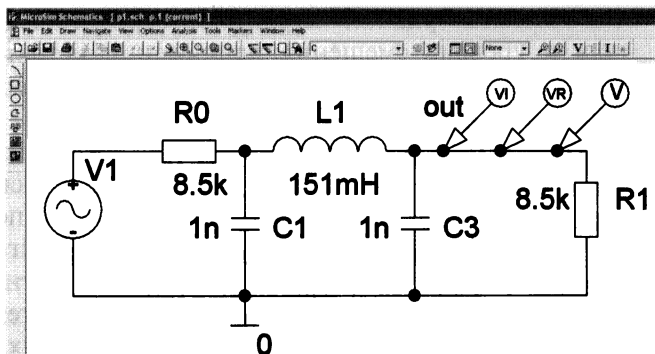 MicroSim Schematics - [ p1.sch p.1 (current) ]
File Edit Draw Navigate View Options Analysis Tools Markers Window Help
C
None
V
I
R0
L1
out
VI
VR
V
V1
+
-
8.5k
151mH
8.5k
R1
1n
C1
1n
C3
0